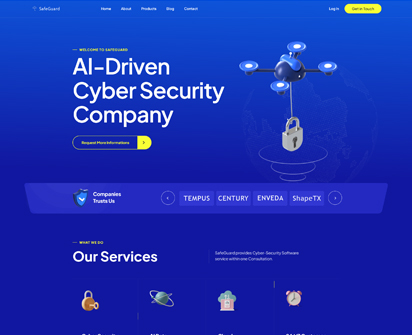 SafeGuard
Home About Products Blog Contact
Log In
Get in Touch
WELCOME TO SAFEGUARD
AI-Driven
Cyber Security
Company
Request More Informations
Companies
Trusts Us
TEMPUS CENTURY ENVEDA ShapeTX
WHAT WE DO
Our Services
SafeGuard provides Cyber-Security Software
service within one Consultation.